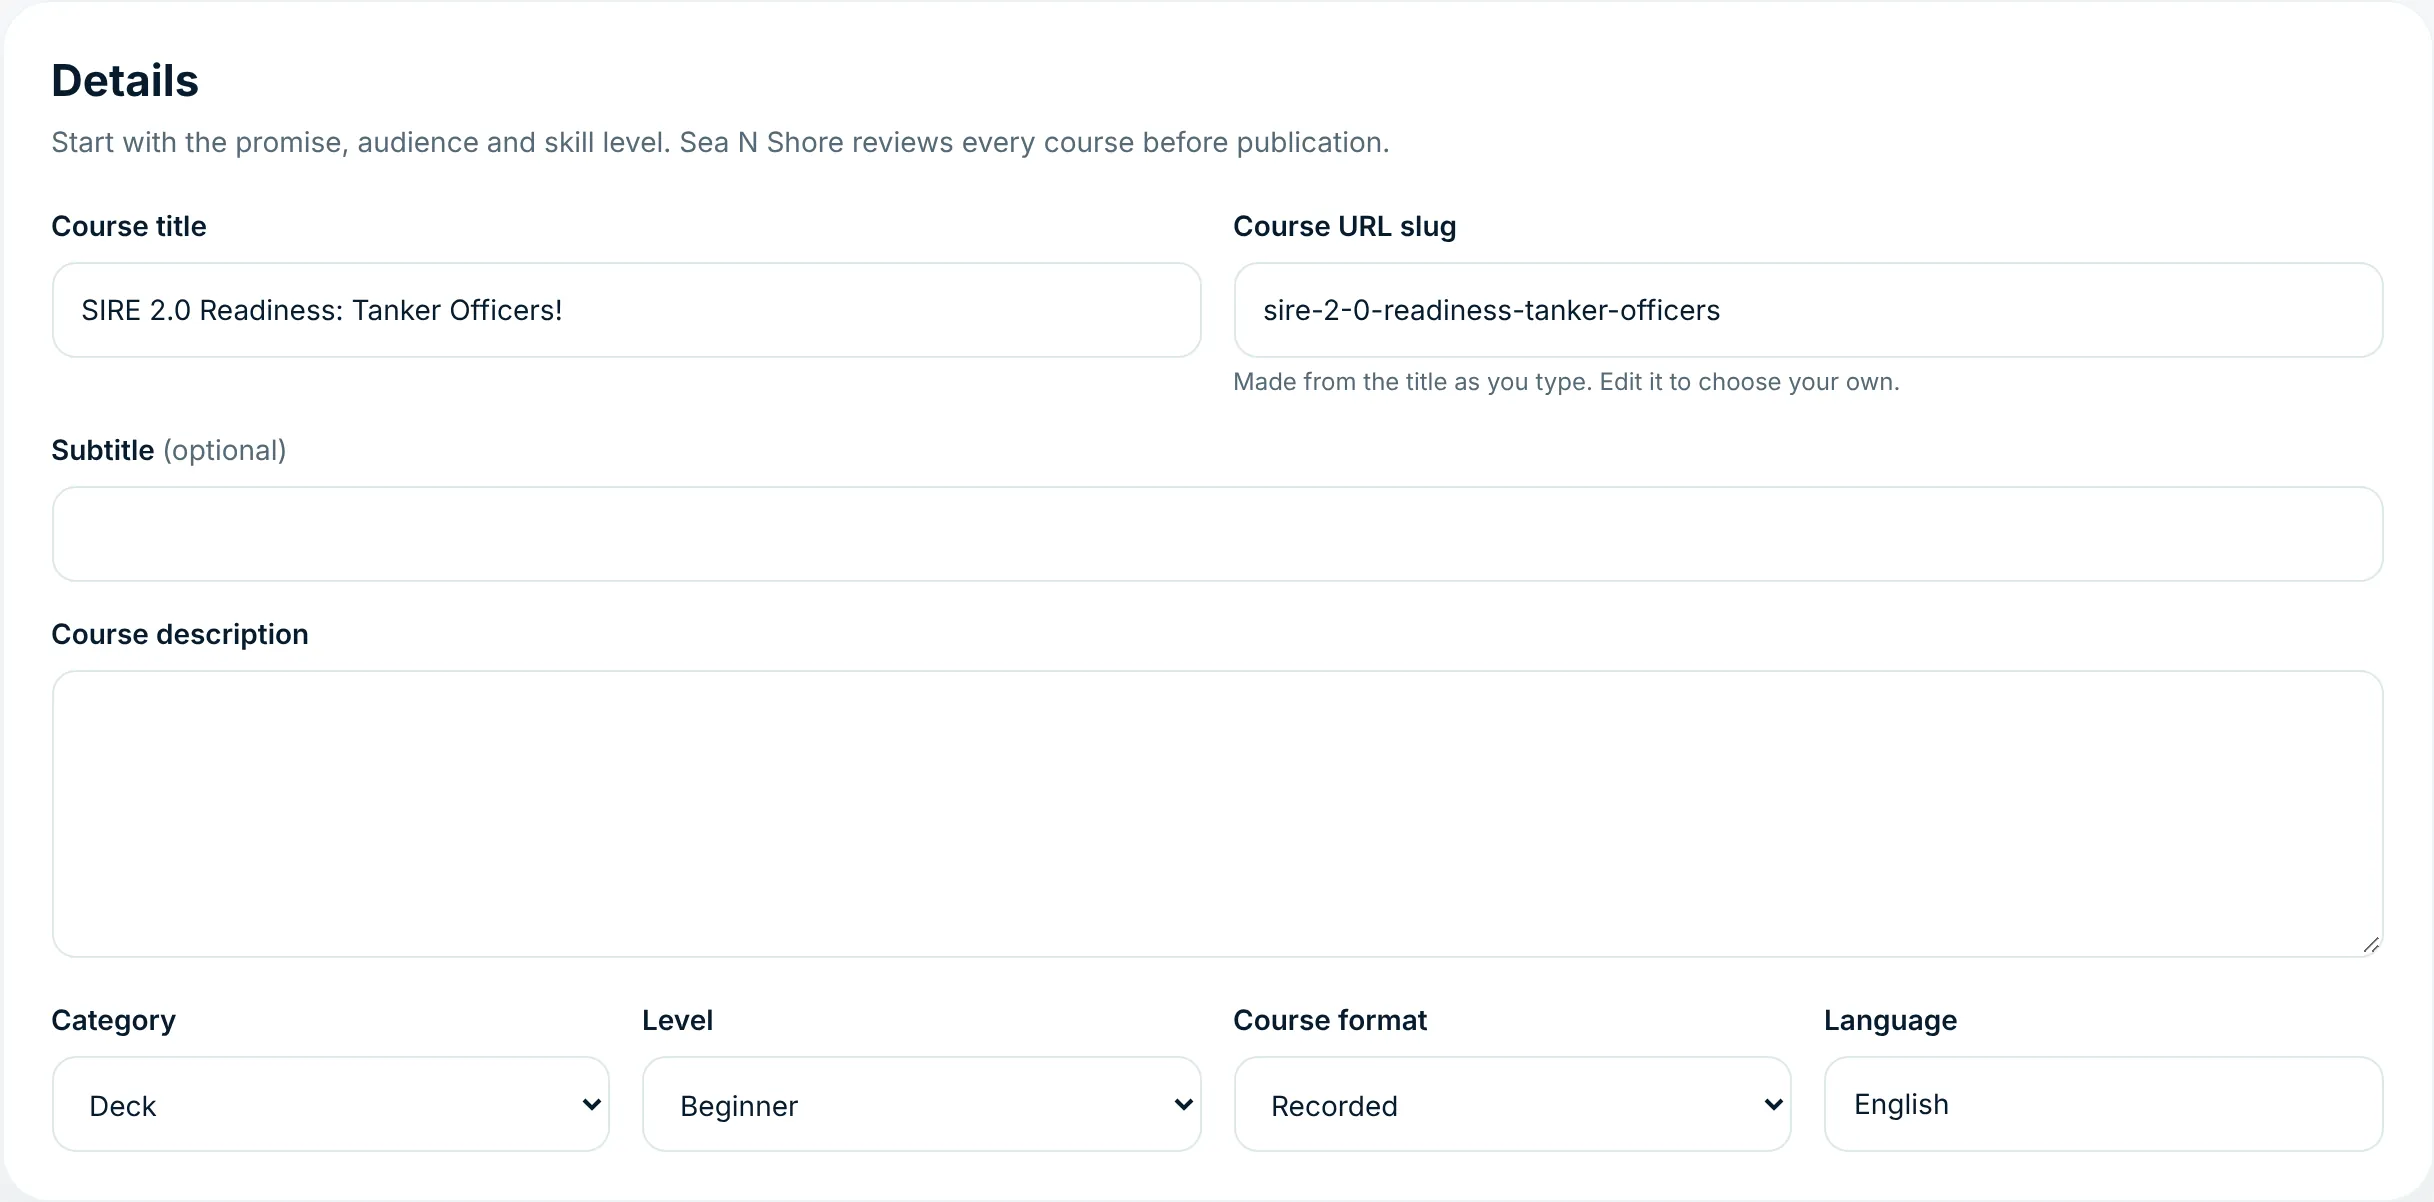 Details
Start with the promise, audience and skill level. Sea N Shore reviews every course before publication.
Course title
Course URL slug
SIRE 2.0 Readiness: Tanker Officers!
sire-2-0-readiness-tanker-officers
Made from the title as you type. Edit it to choose your own.
Subtitle (optional)
Course description
Category
Level
Course format
Language
Deck
Beginner
Recorded
English